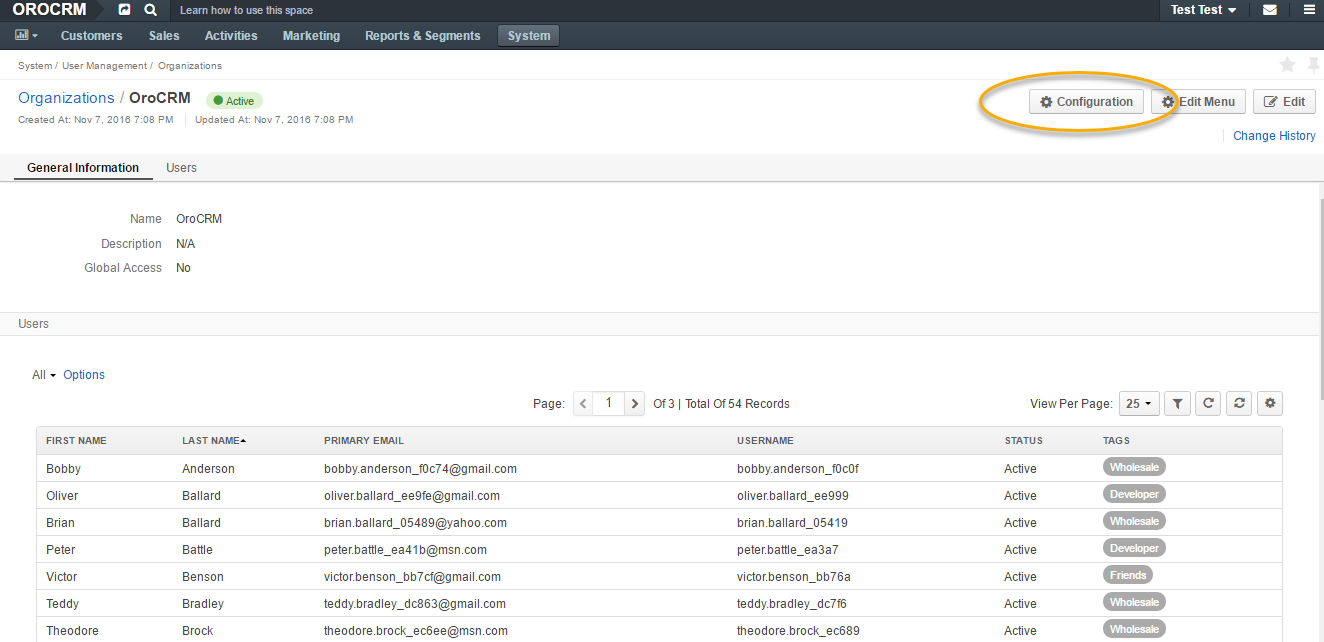 OROCRM Learn how to use this space Test Test
Customers Sales Activities Marketing Reports & Segments System
System / User Management / Organizations
Organizations / OroCRM Active Configuration Edit Menu Edit
Created At: Nov 7, 2016 7:08 PM Updated At: Nov 7, 2016 7:08 PM
Change History
General Information Users
Name OroCRM
Description N/A
Global Access No
Users
All Options
Page: 1 Of 3 | Total Of 54 Records View Per Page: 25
FIRST NAME LAST NAME PRIMARY EMAIL USERNAME STATUS TAGS
Bobby Anderson bobby.anderson_f0c74@gmail.com bobby.anderson_f0c0f Active Wholesale
Oliver Ballard oliver.ballard_ee9fe@gmail.com oliver.ballard_ee999 Active Developer
Brian Ballard brian.ballard_05489@yahoo.com brian.ballard_05419 Active Wholesale
Peter Battle peter.battle_ea41b@msn.com peter.battle_ea3a7 Active Developer
Victor Benson victor.benson_bb7cf@gmail.com victor.benson_bb76a Active Friends
Teddy Bradley teddy.bradley_dc863@gmail.com teddy.bradley_dc7f6 Active Wholesale
Theodore Brock theodore.brock_ec6ee@msn.com theodore.brock_ec689 Active Wholesale